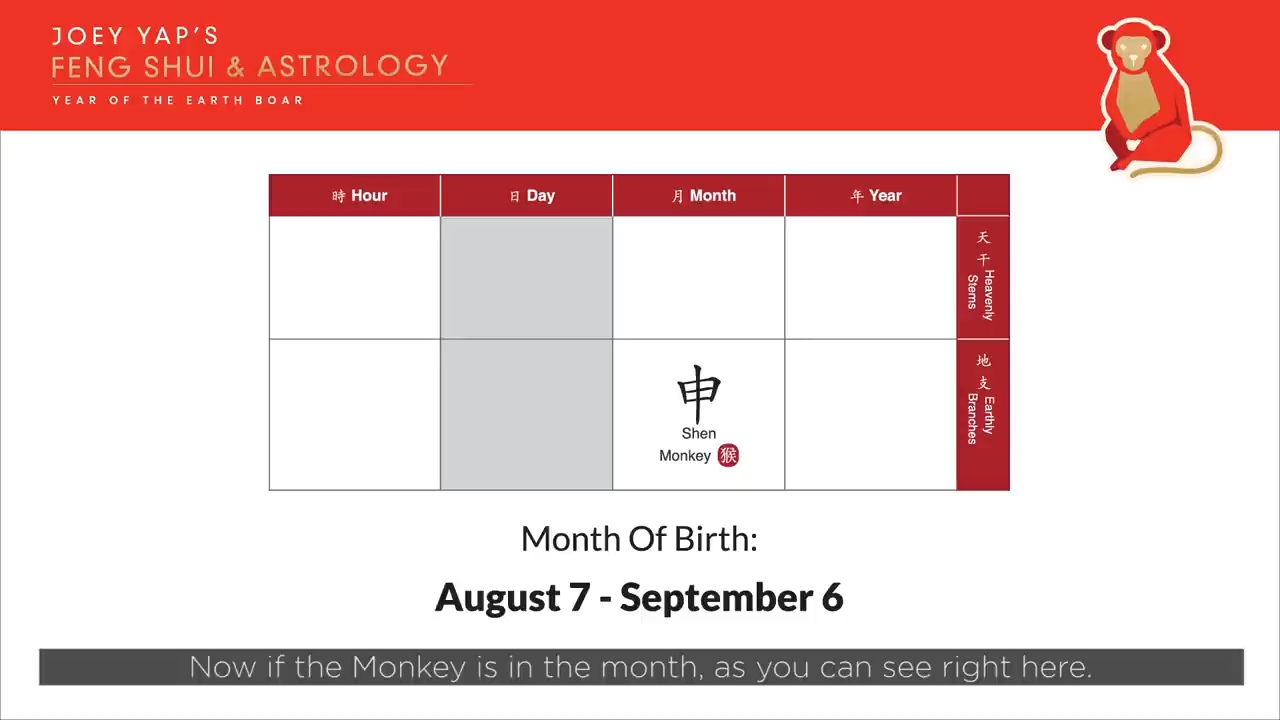 JOEY YAP'S
FENG SHUI & ASTROLOGY
YEAR OF THE EARTH BOAR
時 Hour
日 Day
月 Month
年 Year
天干 Heavenly Stems
地支 Earthly Branches
申
Shen
Monkey 猴
Month Of Birth:
August 7 - September 6
Now if the Monkey is in the month, as you can see right here.